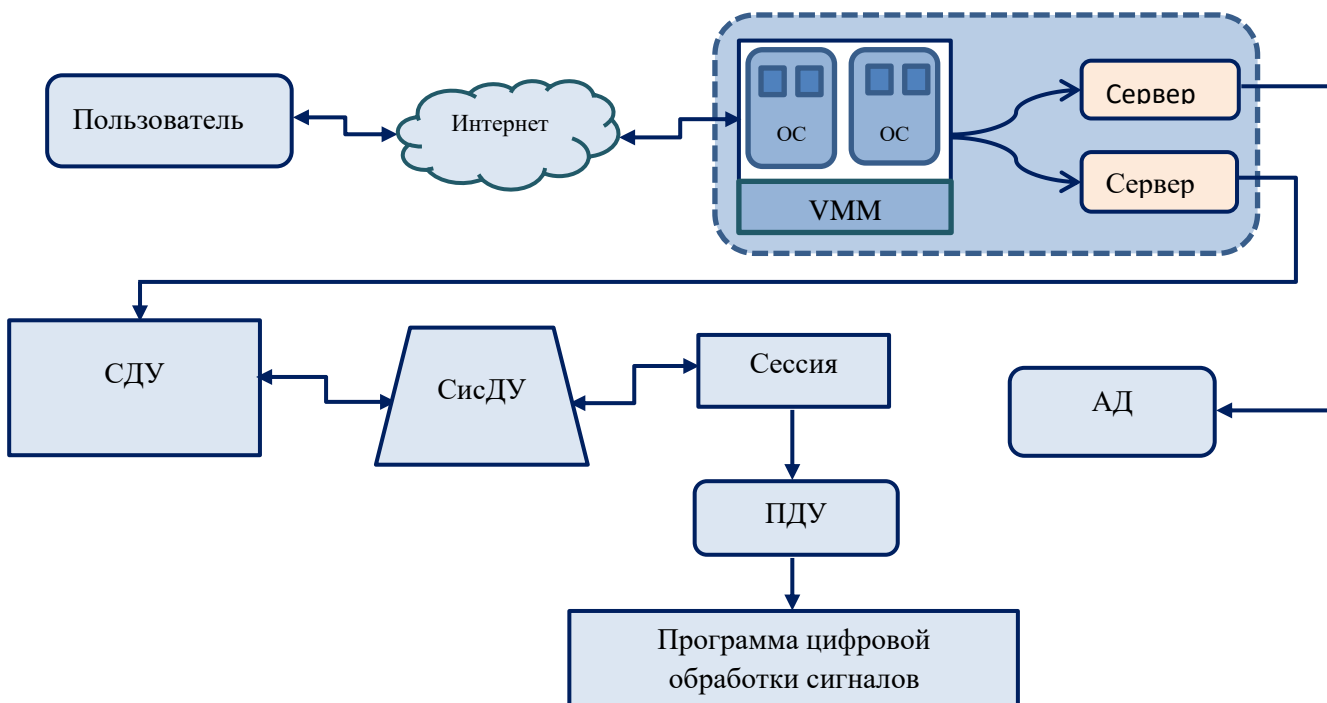 Пользователь
Интернет
ОС
ОС
VMM
Сервер
Сервер
СДУ
СисДУ
Сессия
АД
ПДУ
Программа цифровой
обработки сигналов